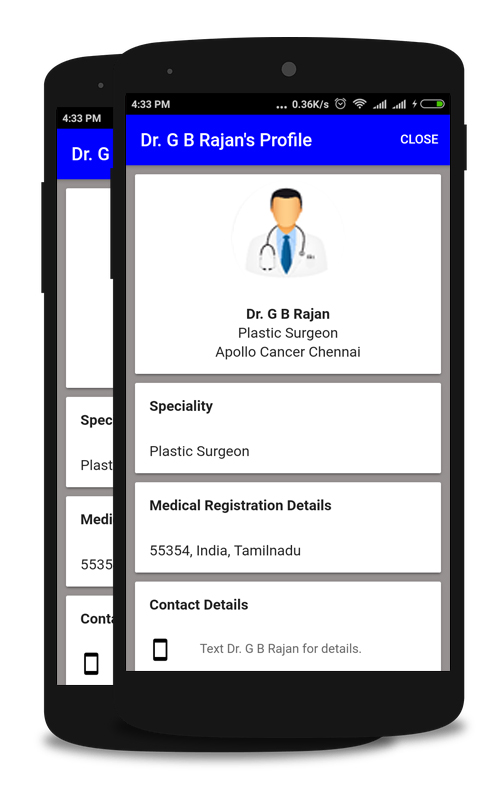 4:33 PM
Dr. G
Spec
Plast
Medi
5535
Conta
4:33 PM ... 0.36K/s
Dr. G B Rajan's Profile CLOSE
Dr. G B Rajan
Plastic Surgeon
Apollo Cancer Chennai
Speciality
Plastic Surgeon
Medical Registration Details
55354, India, Tamilnadu
Contact Details
Text Dr. G B Rajan for details.